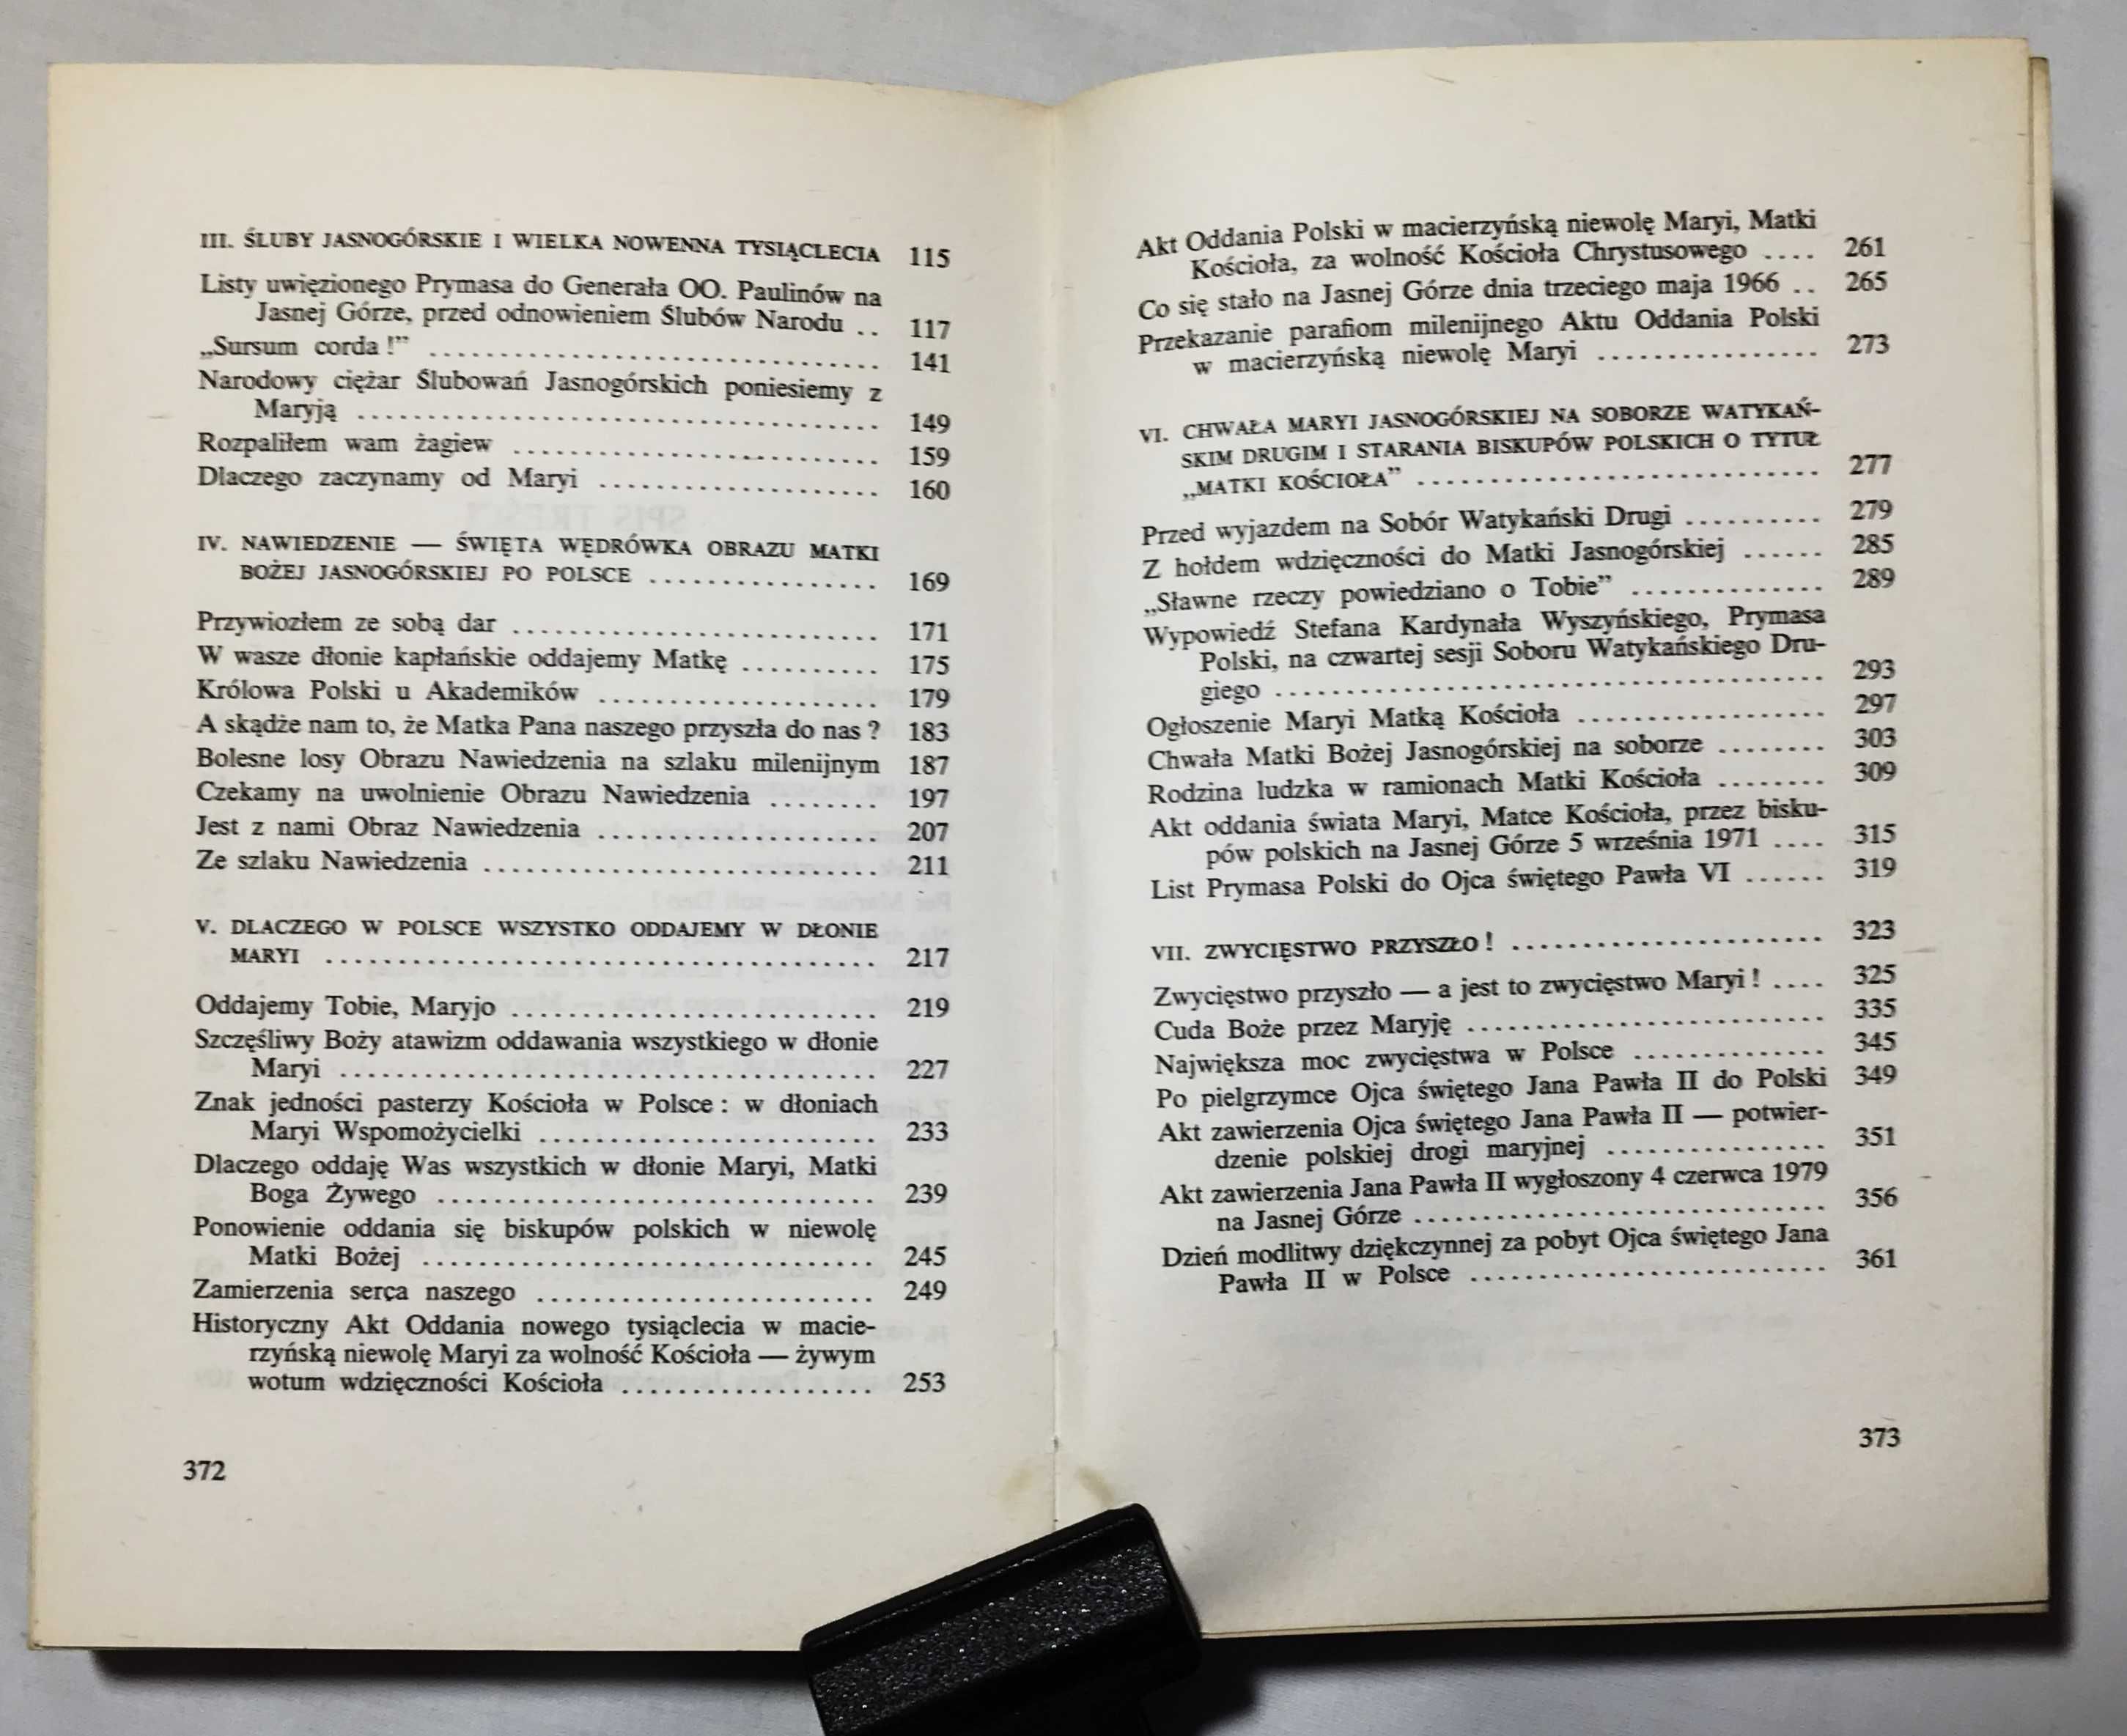 III. ŚLUBY JASNOGÓRSKIE I WIELKA NOWENNA TYSIĄCLECIA 115
Listy uwięzionego Prymasa do Generała OO. Paulinów na
Jasnej Górze, przed odnowieniem Ślubów Narodu .. 117
„Sursum corda!” ................................ 141
Narodowy ciężar Ślubowań Jasnogórskich poniesiemy z
Maryją ..................................... 149
Rozpaliłem wam żagiew .......................... 159
Dlaczego zaczynamy od Maryi .................... 160
IV. NAWIEDZENIE — ŚWIĘTA WĘDRÓWKA OBRAZU MATKI
BOŻEJ JASNOGÓRSKIEJ PO POLSCE ................ 169
Przywiozłem ze sobą dar .......................... 171
W wasze dłonie kapłańskie oddajemy Matkę .......... 175
Królowa Polski u Akademików .................... 179
A skądże nam to, że Matka Pana naszego przyszła do nas? 183
Bolesne losy Obrazu Nawiedzenia na szlaku milenijnym 187
Czekamy na uwolnienie Obrazu Nawiedzenia ........ 197
Jest z nami Obraz Nawiedzenia .................... 207
Ze szlaku Nawiedzenia ............................ 211
V. DLACZEGO W POLSCE WSZYSTKO ODDAJEMY W DŁONIE
MARYI ....................................... 217
Oddajemy Tobie, Maryjo .......................... 219
Szczęśliwy Boży atawizm oddawania wszystkiego w dłonie
Maryi ...................................... 227
Znak jedności pasterzy Kościoła w Polsce: w dłoniach
Maryi Wspomożycielki ........................ 233
Dlaczego oddaję Was wszystkich w dłonie Maryi, Matki
Boga Żywego ............................... 239
Ponowienie oddania się biskupów polskich w niewolę
Matki Bożej ................................ 245
Zamierzenia serca naszego ........................ 249
Historyczny Akt Oddania nowego tysiąclecia w macie-
rzyńską niewolę Maryi za wolność Kościoła — żywym
wotum wdzięczności Kościoła .................. 253
372
Akt Oddania Polski w macierzyńską niewolę Maryi, Matki
Kościoła, za wolność Kościoła Chrystusowego .... 261
Co się stało na Jasnej Górze dnia trzeciego maja 1966 .. 265
Przekazanie parafiom milenijnego Aktu Oddania Polski
w macierzyńską niewolę Maryi ................ 273
VI. CHWAŁA MARYI JASNOGÓRSKIEJ NA SOBORZE WATYKAŃ-
SKIM DRUGIM I STARANIA BISKUPÓW POLSKICH O TYTUŁ
„MATKI KOŚCIOŁA” ............................ 277
Przed wyjazdem na Sobór Watykański Drugi .......... 279
Z hołdem wdzięczności do Matki Jasnogórskiej ...... 285
„Sławne rzeczy powiedziano o Tobie” .............. 289
Wypowiedź Stefana Kardynała Wyszyńskiego, Prymasa
Polski, na czwartej sesji Soboru Watykańskiego Dru-
giego ....................................... 293
Ogłoszenie Maryi Matką Kościoła .................. 297
Chwała Matki Bożej Jasnogórskiej na soborze ........ 303
Rodzina ludzka w ramionach Matki Kościoła ........ 309
Akt oddania świata Maryi, Matce Kościoła, przez bisku-
pów polskich na Jasnej Górze 5 września 1971 .... 315
List Prymasa Polski do Ojca świętego Pawła VI ...... 319
VII. ZWYCIĘSTWO PRZYSZŁO! ...................... 323
Zwycięstwo przyszło — a jest to zwycięstwo Maryi! .... 325
Cuda Boże przez Maryję .......................... 335
Największa moc zwycięstwa w Polsce .............. 345
Po pielgrzymce Ojca świętego Jana Pawła II do Polski 349
Akt zawierzenia Ojca świętego Jana Pawła II — potwier-
dzenie polskiej drogi maryjnej ................ 351
Akt zawierzenia Jana Pawła II wygłoszony 4 czerwca 1979
na Jasnej Górze ............................. 356
Dzień modlitwy dziękczynnej za pobyt Ojca świętego Jana
Pawła II w Polsce .......................... 361
373